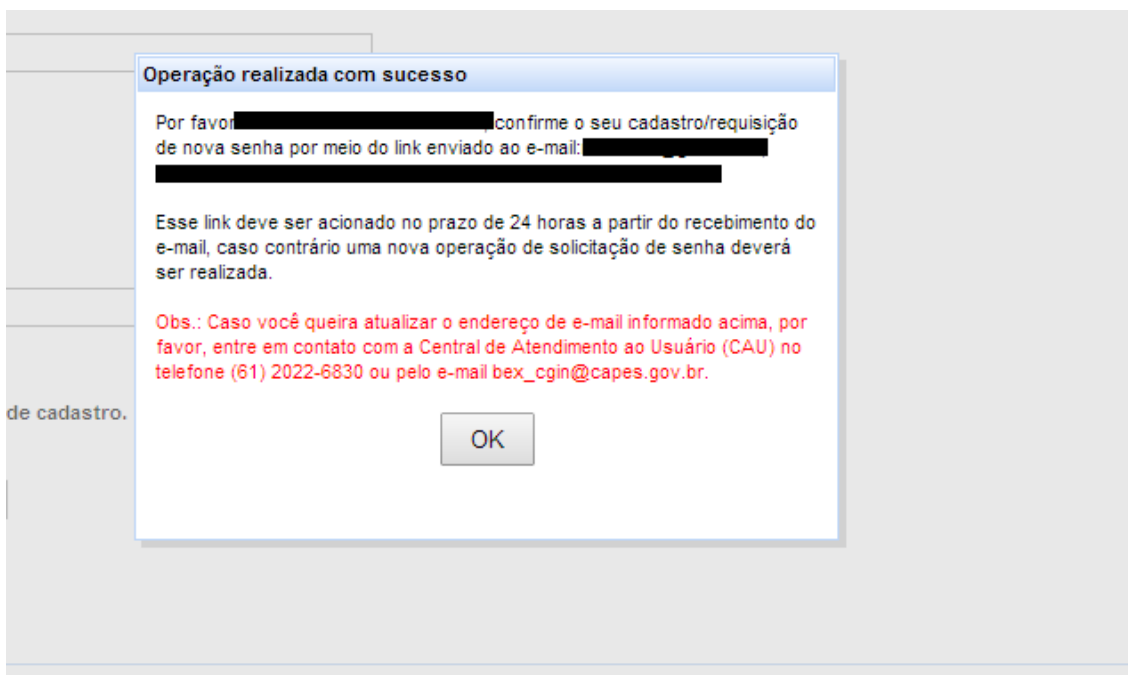 Operação realizada com sucesso
Por favor , confirme o seu cadastro/requisição
de nova senha por meio do link enviado ao e-mail:
Esse link deve ser acionado no prazo de 24 horas a partir do recebimento do
e-mail, caso contrário uma nova operação de solicitação de senha deverá
ser realizada.
Obs.: Caso você queira atualizar o endereço de e-mail informado acima, por
favor, entre em contato com a Central de Atendimento ao Usuário (CAU) no
telefone (61) 2022-6830 ou pelo e-mail bex_cgin@capes.gov.br.
de cadastro.
OK